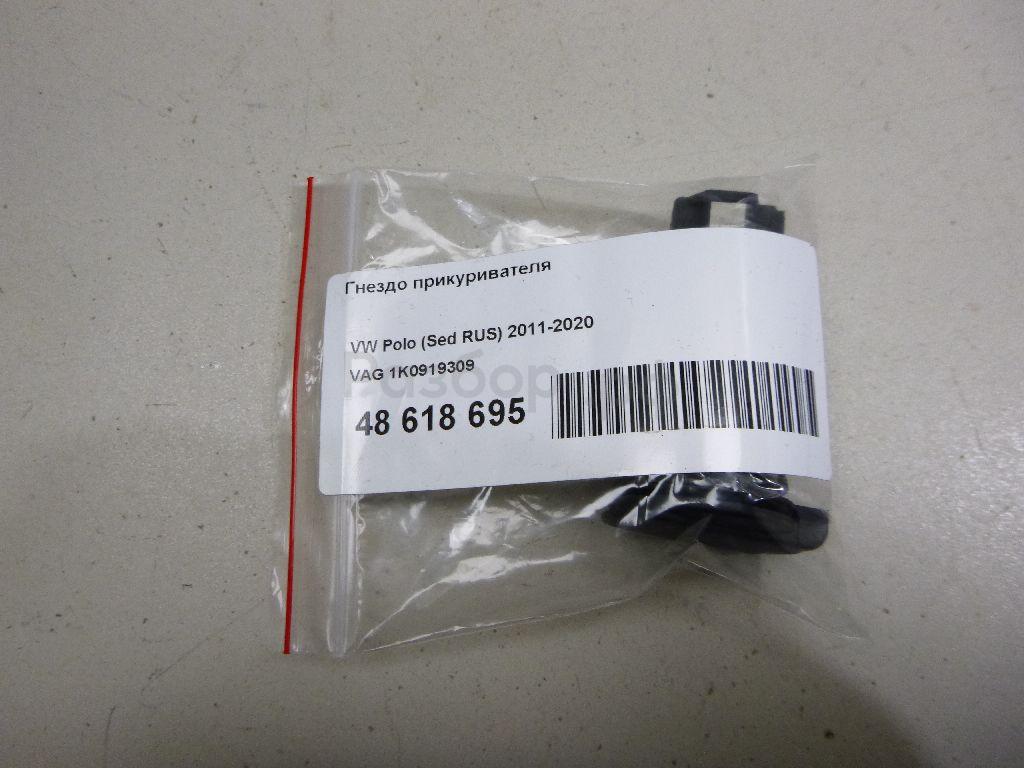 Гнездо прикуривателя
VW Polo (Sed RUS) 2011-2020
VAG 1K0919309
48 618 695